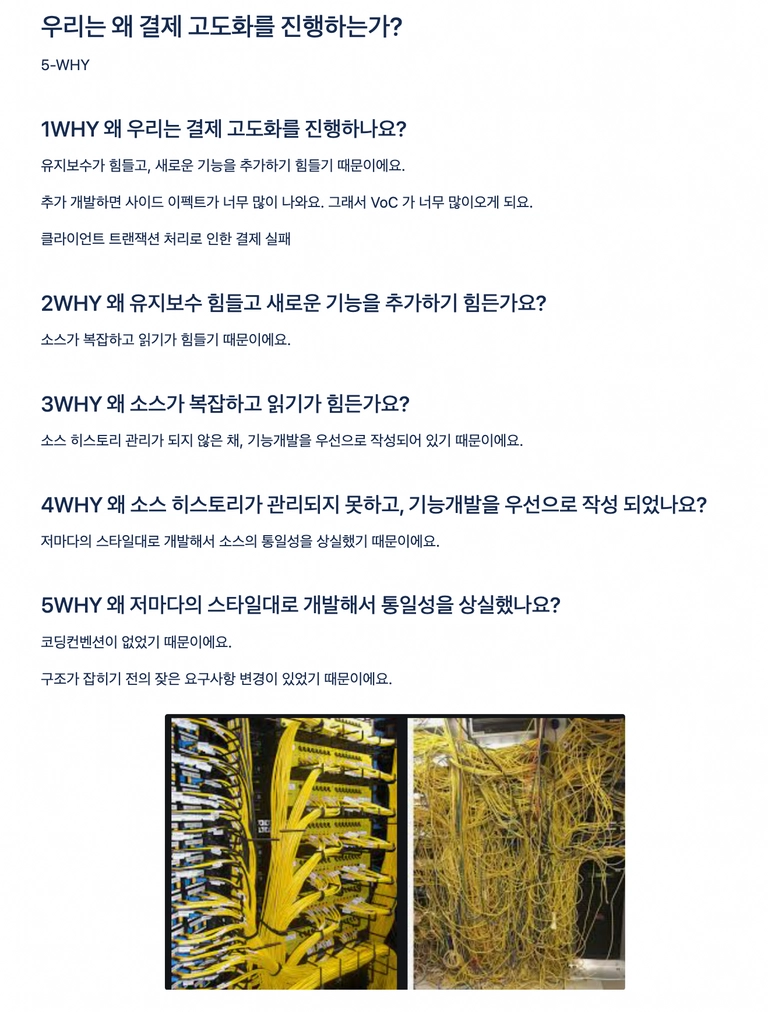 우리는 왜 결제 고도화를 진행하는가?
5-WHY
1WHY 왜 우리는 결제 고도화를 진행하나요?
유지보수가 힘들고, 새로운 기능을 추가하기 힘들기 때문이에요.
추가 개발하면 사이드 이펙트가 너무 많이 나와요. 그래서 VoC 가 너무 많이오게 되요.
클라이언트 트랜잭션 처리로 인한 결제 실패
2WHY 왜 유지보수 힘들고 새로운 기능을 추가하기 힘든가요?
소스가 복잡하고 읽기가 힘들기 때문이에요.
3WHY 왜 소스가 복잡하고 읽기가 힘든가요?
소스 히스토리 관리가 되지 않은 채, 기능개발을 우선으로 작성되어 있기 때문이에요.
4WHY 왜 소스 히스토리가 관리되지 못하고, 기능개발을 우선으로 작성 되었나요?
저마다의 스타일대로 개발해서 소스의 통일성을 상실했기 때문이에요.
5WHY 왜 저마다의 스타일대로 개발해서 통일성을 상실했나요?
코딩컨벤션이 없었기 때문이에요.
구조가 잡히기 전의 잦은 요구사항 변경이 있었기 때문이에요.